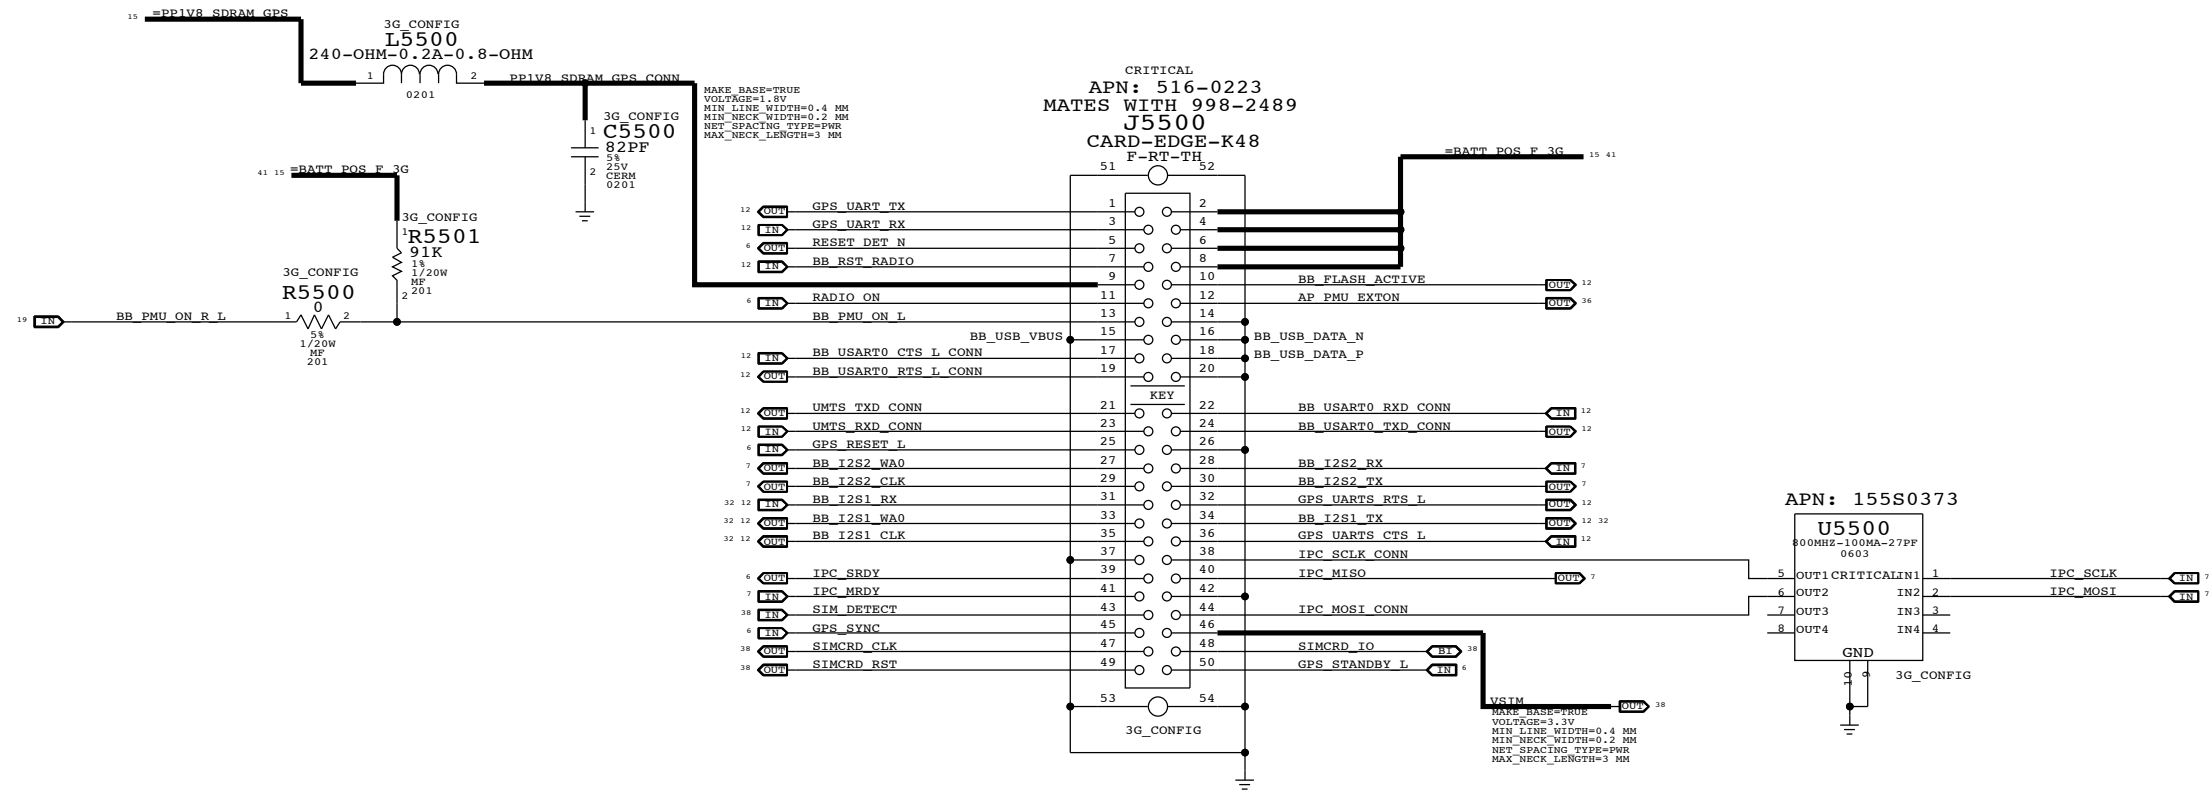 15 =PP1V8_SDRAM_GPS
3G_CONFIG
L5500
240-OHM-0.2A-0.8-OHM
1 2
0201
PP1V8_SDRAM_GPS_CONN
MAKE_BASE=TRUE
VOLTAGE=1.8V
MIN_LINE_WIDTH=0.4 MM
MIN_NECK_WIDTH=0.2 MM
NET_SPACING_TYPE=PWR
MAX_NECK_LENGTH=3 MM
3G_CONFIG
1 C5500
82PF
5%
25V
2 CERM
0201
41 15 =BATT_POS_F_3G
3G_CONFIG
1 R5501
91K
1%
1/20W
MF
2 201
3G_CONFIG
R5500
0
1 2
5%
1/20W
MF
201
19 IN BB_PMU_ON_R_L
CRITICAL
APN: 516-0223
MATES WITH 998-2489
J5500
CARD-EDGE-K48
F-RT-TH
51 52
=BATT_POS_F_3G 15 41
12 OUT GPS_UART_TX 1 2
12 IN GPS_UART_RX 3 4
6 OUT RESET_DET_N 5 6
12 IN BB_RST_RADIO 7 8
9 10 BB_FLASH_ACTIVE OUT 12
6 IN RADIO_ON 11 12 AP_PMU_EXTON OUT 36
BB_PMU_ON_L 13 14
BB_USB_VBUS 15 16 BB_USB_DATA_N
12 IN BB_USART0_CTS_L_CONN 17 18 BB_USB_DATA_P
12 OUT BB_USART0_RTS_L_CONN 19 20
KEY
12 OUT UMTS_TXD_CONN 21 22 BB_USART0_RXD_CONN IN 12
12 IN UMTS_RXD_CONN 23 24 BB_USART0_TXD_CONN OUT 12
6 IN GPS_RESET_L 25 26
7 OUT BB_I2S2_WA0 27 28 BB_I2S2_RX IN 7
7 OUT BB_I2S2_CLK 29 30 BB_I2S2_TX OUT 7
32 12 IN BB_I2S1_RX 31 32 GPS_UARTS_RTS_L OUT 12
32 12 OUT BB_I2S1_WA0 33 34 BB_I2S1_TX OUT 12 32
32 12 OUT BB_I2S1_CLK 35 36 GPS_UARTS_CTS_L IN 12
37 38 IPC_SCLK_CONN
6 OUT IPC_SRDY 39 40 IPC_MISO OUT 7
7 IN IPC_MRDY 41 42
38 IN SIM_DETECT 43 44 IPC_MOSI_CONN
6 IN GPS_SYNC 45 46
38 OUT SIMCRD_CLK 47 48 SIMCRD_IO BI 38
38 OUT SIMCRD_RST 49 50 GPS_STANDBY_L IN 6
53 54
3G_CONFIG
VSIM OUT 38
MAKE_BASE=TRUE
VOLTAGE=3.3V
MIN_LINE_WIDTH=0.4 MM
MIN_NECK_WIDTH=0.2 MM
NET_SPACING_TYPE=PWR
MAX_NECK_LENGTH=3 MM
APN: 155S0373
U5500
800MHZ-100MA-27PF
0603
5 OUT1 CRITICAL IN1 1 IPC_SCLK IN 7
6 OUT2 IN2 2 IPC_MOSI IN 7
7 OUT3 IN3 3
8 OUT4 IN4 4
GND
10 9
3G_CONFIG